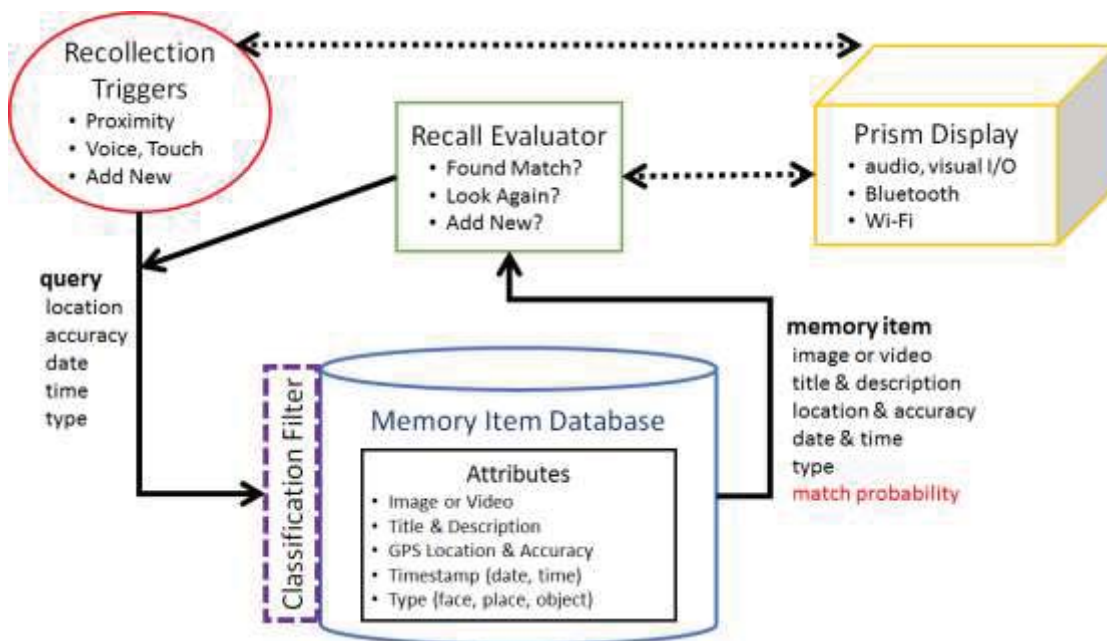 Recollection
Triggers
• Proximity
• Voice, Touch
• Add New
Recall Evaluator
• Found Match?
• Look Again?
• Add New?
Prism Display
• audio, visual I/O
• Bluetooth
• Wi-Fi
query
location
accuracy
date
time
type
Classification Filter
Memory Item Database
Attributes
• Image or Video
• Title & Description
• GPS Location & Accuracy
• Timestamp (date, time)
• Type (face, place, object)
memory item
image or video
title & description
location & accuracy
date & time
type
match probability